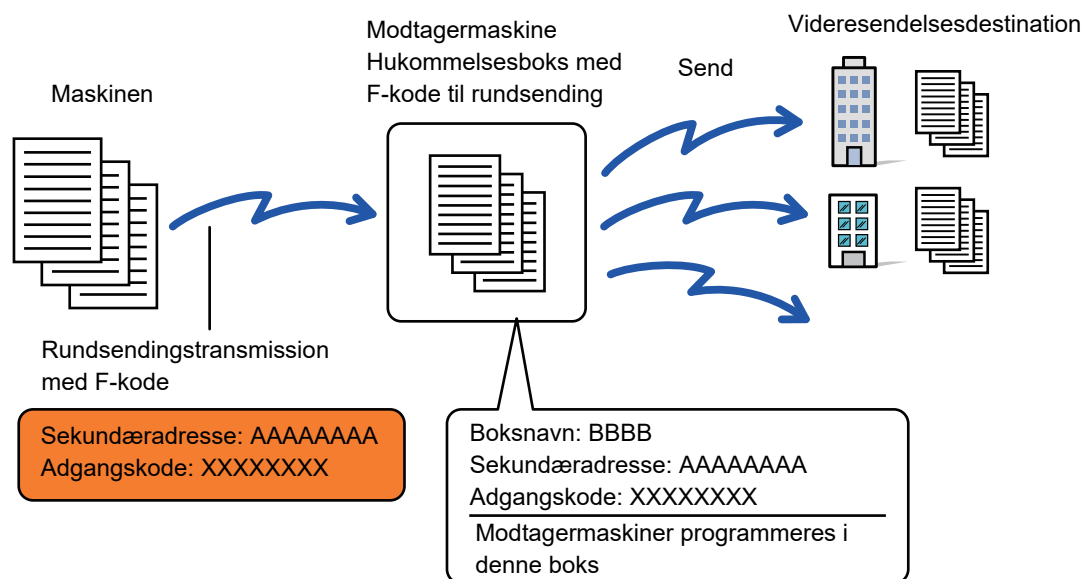 Maskinen
Modtagermaskine
Hukommelsesboks med
F-kode til rundsending
Send
Videresendelsesdestination
Rundsendingstransmission
med F-kode
Sekundæradresse: AAAAAAAA
Adgangskode: XXXXXXXX
Boksnavn: BBBB
Sekundæradresse: AAAAAAAA
Adgangskode: XXXXXXXX
Modtagermaskiner programmeres i
denne boks